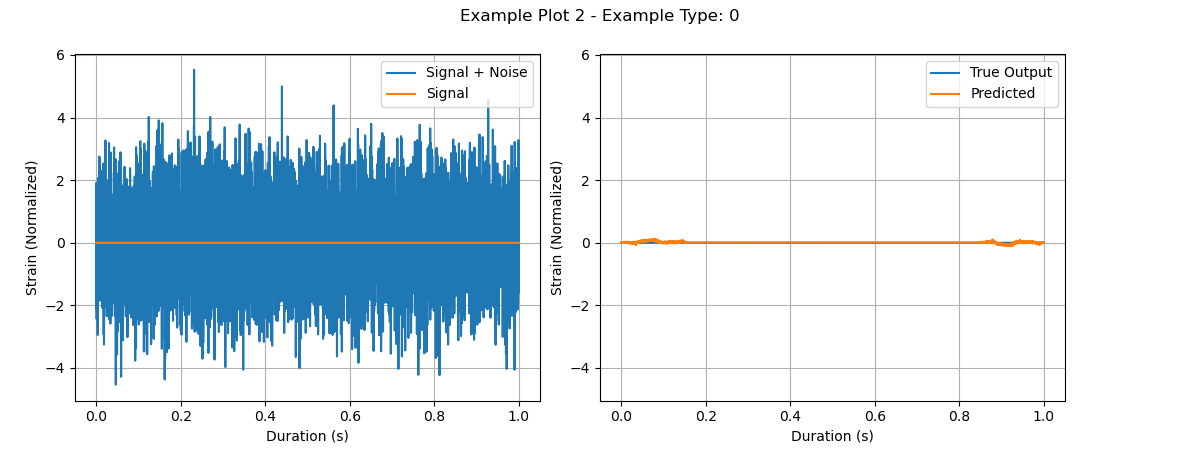 Example Plot 2 - Example Type: 0
6
4
2
0
−2
−4
Strain (Normalized)
Signal + Noise
Signal
0.0 0.2 0.4 0.6 0.8 1.0
Duration (s)
6
4
2
0
−2
−4
Strain (Normalized)
True Output
Predicted
0.0 0.2 0.4 0.6 0.8 1.0
Duration (s)